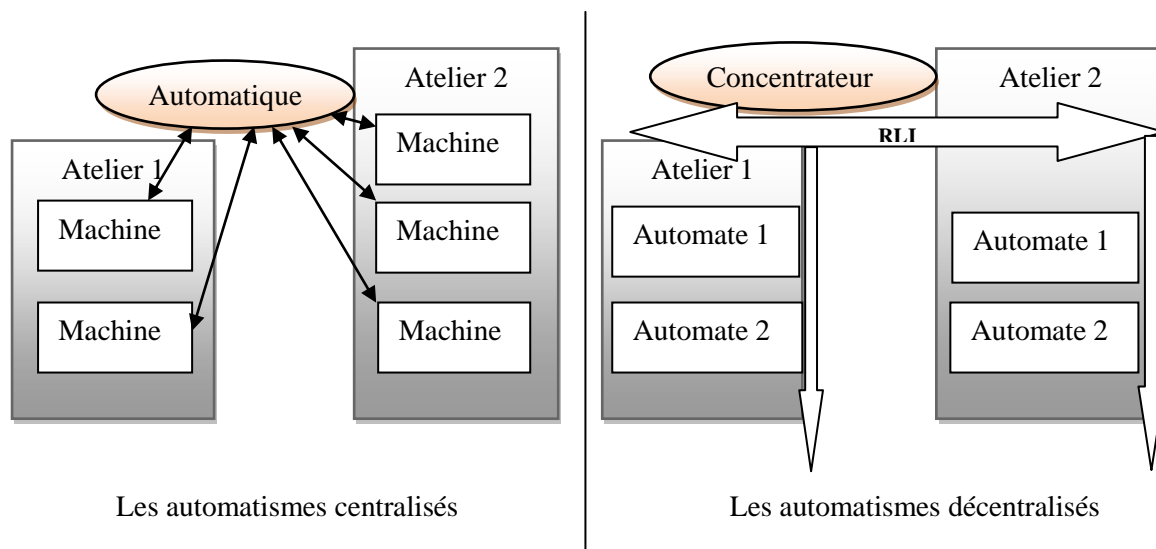 Automatique
Atelier 2
Machine
Atelier 1
Machine
Machine
Machine
Machine
Les automatismes centralisés
Concentrateur
Atelier 2
RLI
Atelier 1
Automate 1
Automate 1
Automate 2
Automate 2
Les automatismes décentralisés